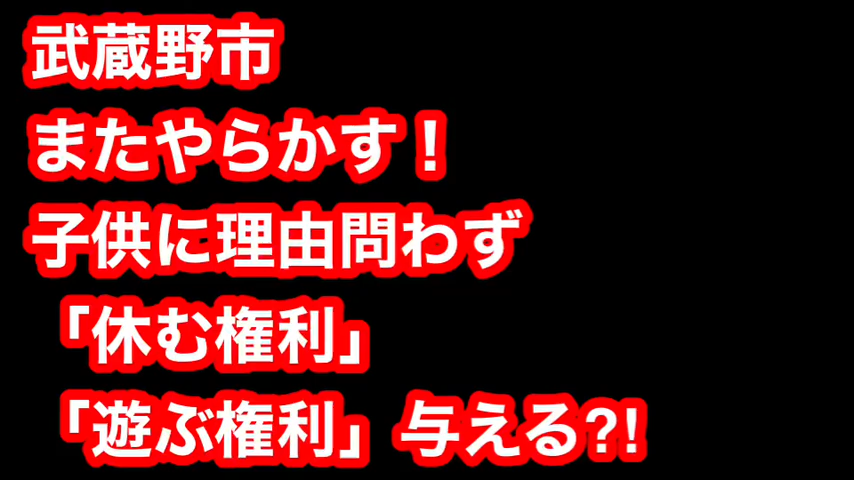 武蔵野市
またやらかす！
子供に理由問わず
「休む権利」
「遊ぶ権利」与える?!